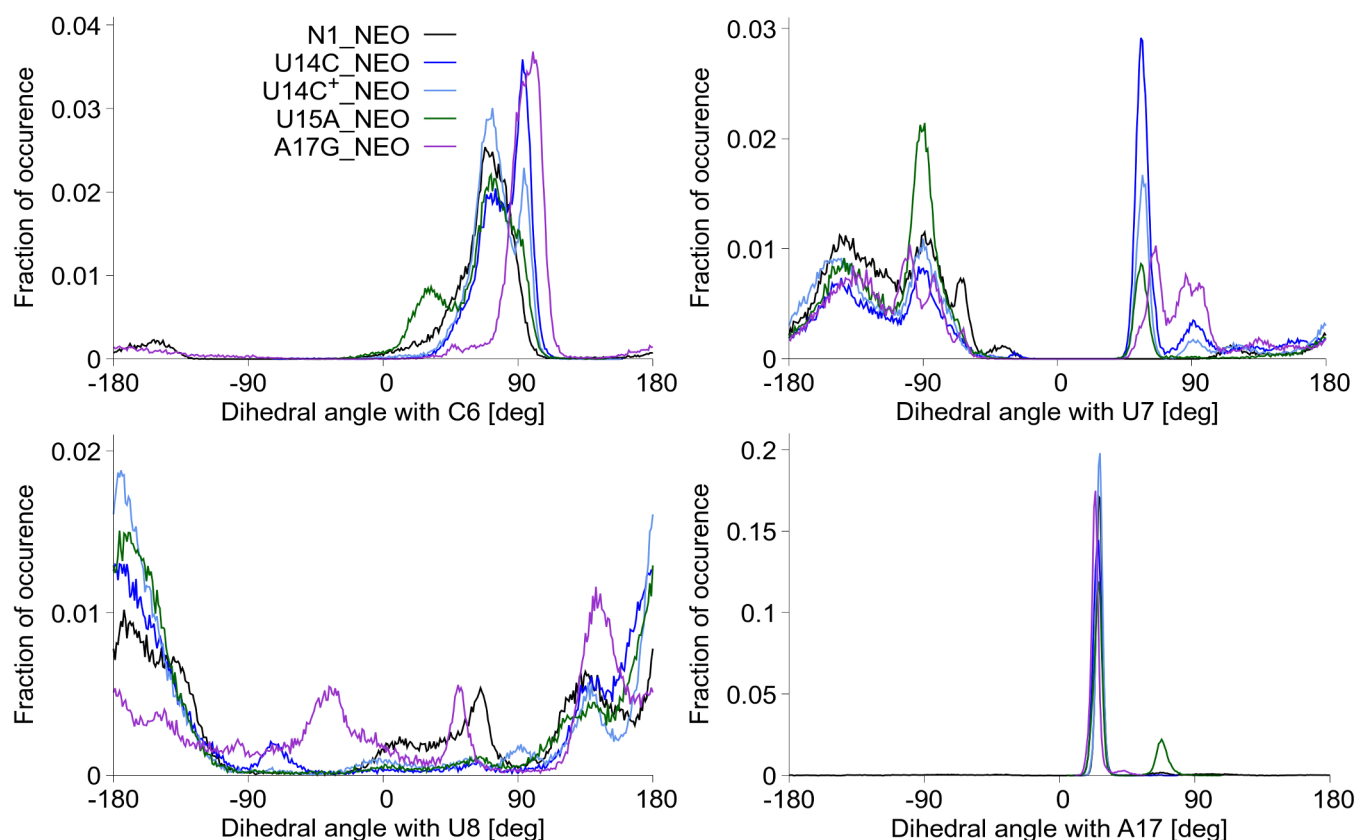 0.04
0.03
0.02
0.01
0
Fraction of occurence
N1_NEO
U14C_NEO
U14C⁺_NEO
U15A_NEO
A17G_NEO
-180 -90 0 90 180
Dihedral angle with C6 [deg]
0.03
0.02
0.01
0
Fraction of occurence
-180 -90 0 90 180
Dihedral angle with U7 [deg]
0.02
0.01
0
Fraction of occurence
-180 -90 0 90 180
Dihedral angle with U8 [deg]
0.2
0.15
0.1
0.05
0
Fraction of occurence
-180 -90 0 90 180
Dihedral angle with A17 [deg]